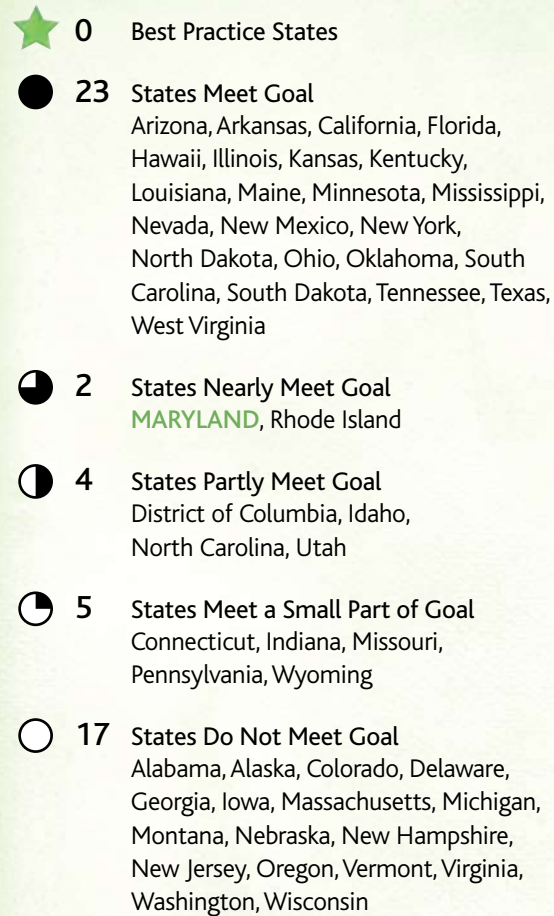 0 Best Practice States
23 States Meet Goal
Arizona, Arkansas, California, Florida,
Hawaii, Illinois, Kansas, Kentucky,
Louisiana, Maine, Minnesota, Mississippi,
Nevada, New Mexico, New York,
North Dakota, Ohio, Oklahoma, South
Carolina, South Dakota, Tennessee, Texas,
West Virginia
2 States Nearly Meet Goal
MARYLAND, Rhode Island
4 States Partly Meet Goal
District of Columbia, Idaho,
North Carolina, Utah
5 States Meet a Small Part of Goal
Connecticut, Indiana, Missouri,
Pennsylvania, Wyoming
17 States Do Not Meet Goal
Alabama, Alaska, Colorado, Delaware,
Georgia, Iowa, Massachusetts, Michigan,
Montana, Nebraska, New Hampshire,
New Jersey, Oregon, Vermont, Virginia,
Washington, Wisconsin